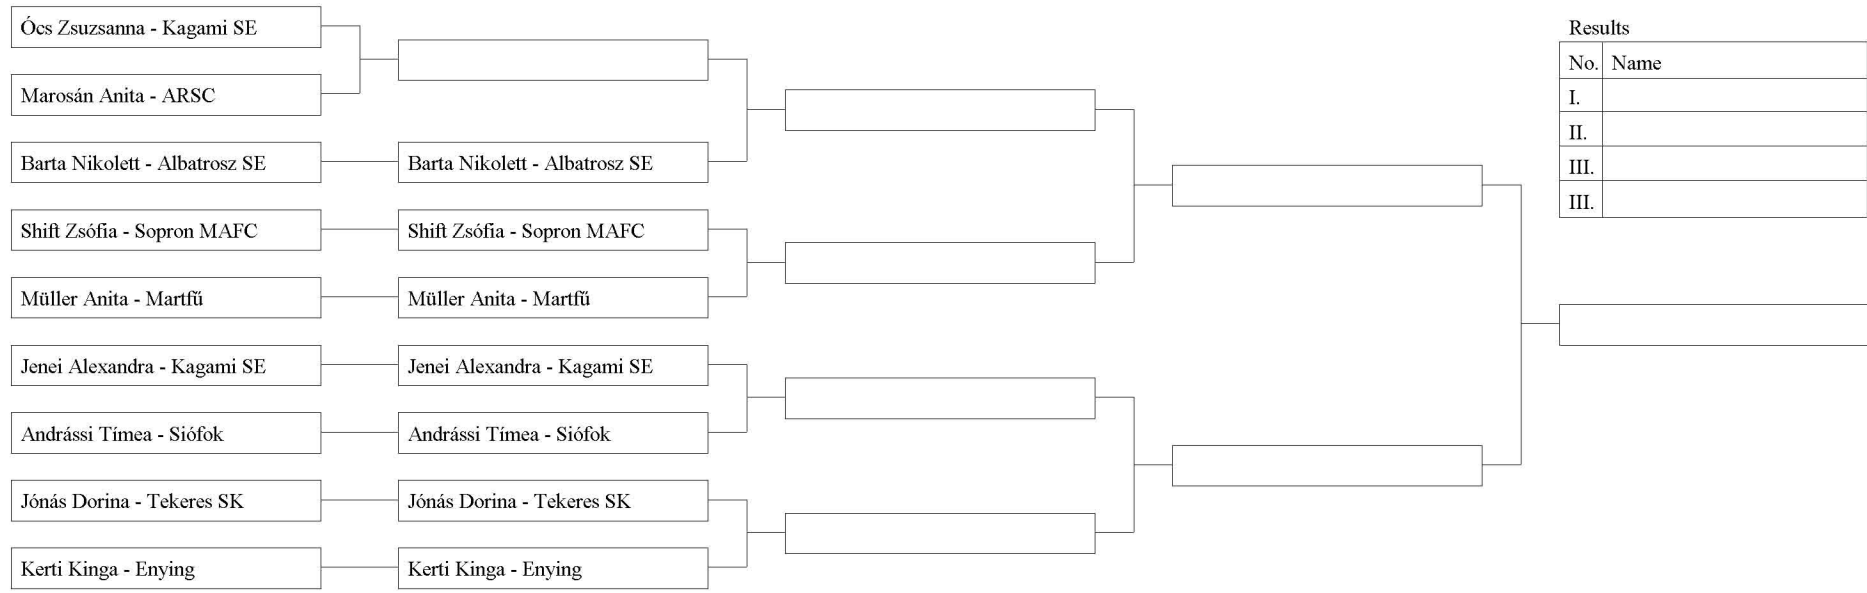 Ócs Zsuzsanna - Kagami SE
Marosán Anita - ARSC
Barta Nikolett - Albatrosz SE
Shift Zsófia - Sopron MAFC
Müller Anita - Martfű
Jenei Alexandra - Kagami SE
Andrássi Tímea - Siófok
Jónás Dorina - Tekeres SK
Kerti Kinga - Enying
Barta Nikolett - Albatrosz SE
Shift Zsófia - Sopron MAFC
Müller Anita - Martfű
Jenei Alexandra - Kagami SE
Andrássi Tímea - Siófok
Jónás Dorina - Tekeres SK
Kerti Kinga - Enying
Results
No. Name
I.
II.
III.
III.